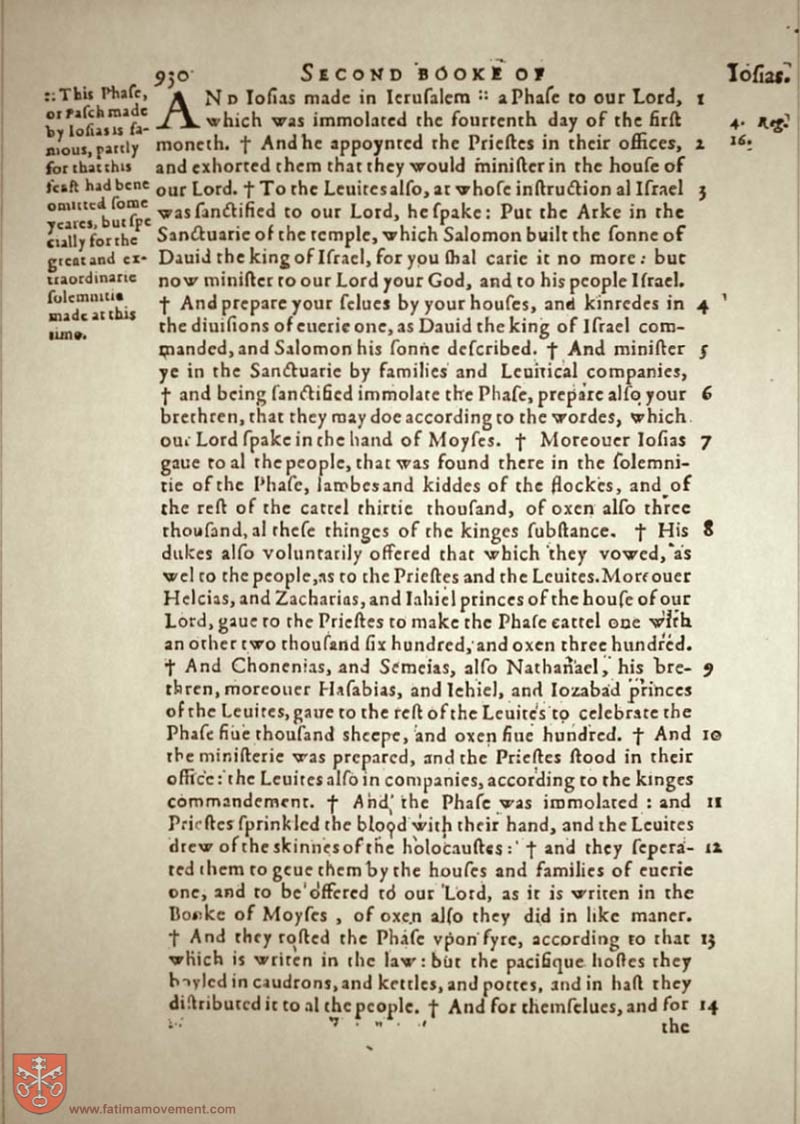 930 SECOND BOOKE OF Iosias.
:: This Phase,
or Pasch made
by Iosias is fa-
mous, partly
for that this
feast had bene
omitted some
yeares, but spe
cially for the
great and ex-
traordinarie
solemnitie
made at this
time.
AND Iosias made in Ierusalem :: a Phase to our Lord, 1
which was immolated the fourtenth day of the first
4. Reg.
16.
moneth. † And he appoynted the Priestes in their offices, 2
and exhorted them that they would minister in the house of
our Lord. † To the Leuites also, at whose instruction al Israel 3
was sanctified to our Lord, he spake: Put the Arke in the
Sanctuarie of the temple, which Salomon built the sonne of
Dauid the king of Israel, for you shal carie it no more: but
now minister to our Lord your God, and to his people Israel.
† And prepare your selues by your houses, and kinredes in 4
the diuisions of euerie one, as Dauid the king of Israel com-
manded, and Salomon his sonne described. † And minister 5
ye in the Sanctuarie by families and Leuitical companies,
† and being sanctified immolate the Phase, prepare also your 6
brethren, that they may doe according to the wordes, which
our Lord spake in the hand of Moyses. † Moreouer Iosias 7
gaue to al the people, that was found there in the solemni-
tie of the Phase, lambes and kiddes of the flockes, and of
the rest of the cattel thirtie thousand, of oxen also three
thousand, al these thinges of the kinges substance. † His 8
dukes also voluntarily offered that which they vowed, as
wel to the people, as to the Priestes and the Leuites. Moreouer
Helcias, and Zacharias, and Iahiel princes of the house of our
Lord, gaue to the Priestes to make the Phase cattel one with
an other two thousand six hundred, and oxen three hundred.
† And Chonenias, and Semeias, also Nathanael, his bre- 9
thren, moreouer Hasabias, and Iehiel, and Iozabad princes
of the Leuites, gaue to the rest of the Leuites to celebrate the
Phase fiue thousand sheepe, and oxen fiue hundred. † And 10
the ministerie was prepared, and the Priestes stood in their
office: the Leuites also in companies, according to the kinges
commandement. † And the Phase was immolated: and 11
Priestes sprinkled the blood with their hand, and the Leuites
drew of the skinnes of the holocaustes: † and they sepera- 12
ted them to geue them by the houses and families of euerie
one, and to be offered to our Lord, as it is writen in the
Booke of Moyses, of oxen also they did in like maner.
† And they rosted the Phase vpon fyre, according to that 13
which is writen in the law: but the pacifique hostes they
boyled in caudrons, and kettles, and pottes, and in hast they
distributed it to al the people. † And for themselues, and for 14
the
www.fatimamovement.com